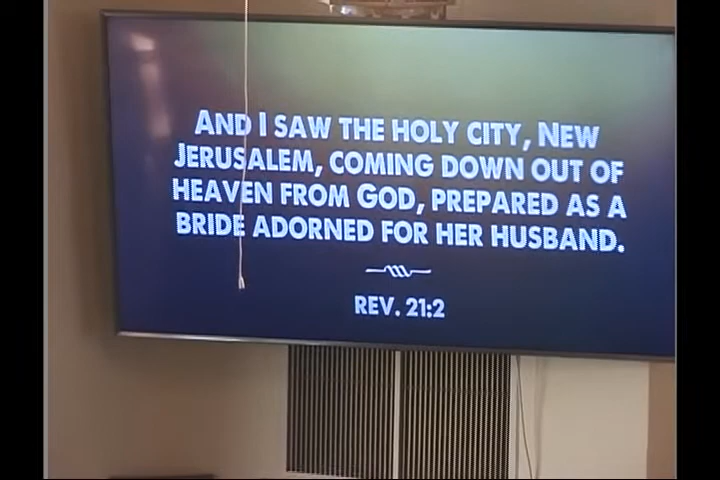 And I saw the holy city, New
Jerusalem, coming down out of
heaven from God, prepared as a
bride adorned for her husband.
Rev. 21:2